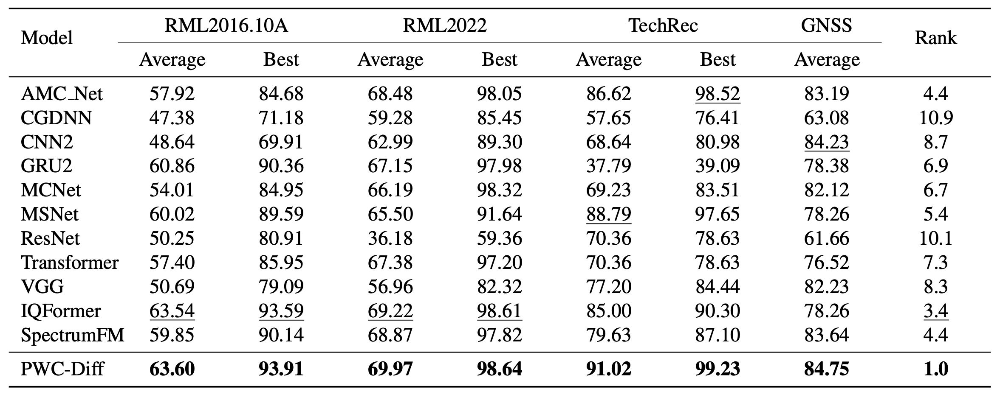 Model RML2016.10A RML2022 TechRec GNSS Rank
Average Best Average Best Average Best Average
AMC_Net 57.92 84.68 68.48 98.05 86.62 98.52 83.19 4.4
CGDNN 47.38 71.18 59.28 85.45 57.65 76.41 63.08 10.9
CNN2 48.64 69.91 62.99 89.30 68.64 80.98 84.23 8.7
GRU2 60.86 90.36 67.15 97.98 37.79 39.09 78.38 6.9
MCNet 54.01 84.95 66.19 98.32 69.23 83.51 82.12 6.7
MSNet 60.02 89.59 65.50 91.64 88.79 97.65 78.26 5.4
ResNet 50.25 80.91 36.18 59.36 70.36 78.63 61.66 10.1
Transformer 57.40 85.95 67.38 97.20 70.36 78.63 76.52 7.3
VGG 50.69 79.09 56.96 82.32 77.20 84.44 82.23 8.3
IQFormer 63.54 93.59 69.22 98.61 85.00 90.30 78.26 3.4
SpectrumFM 59.85 90.14 68.87 97.82 79.63 87.10 83.64 4.4
PWC-Diff 63.60 93.91 69.97 98.64 91.02 99.23 84.75 1.0